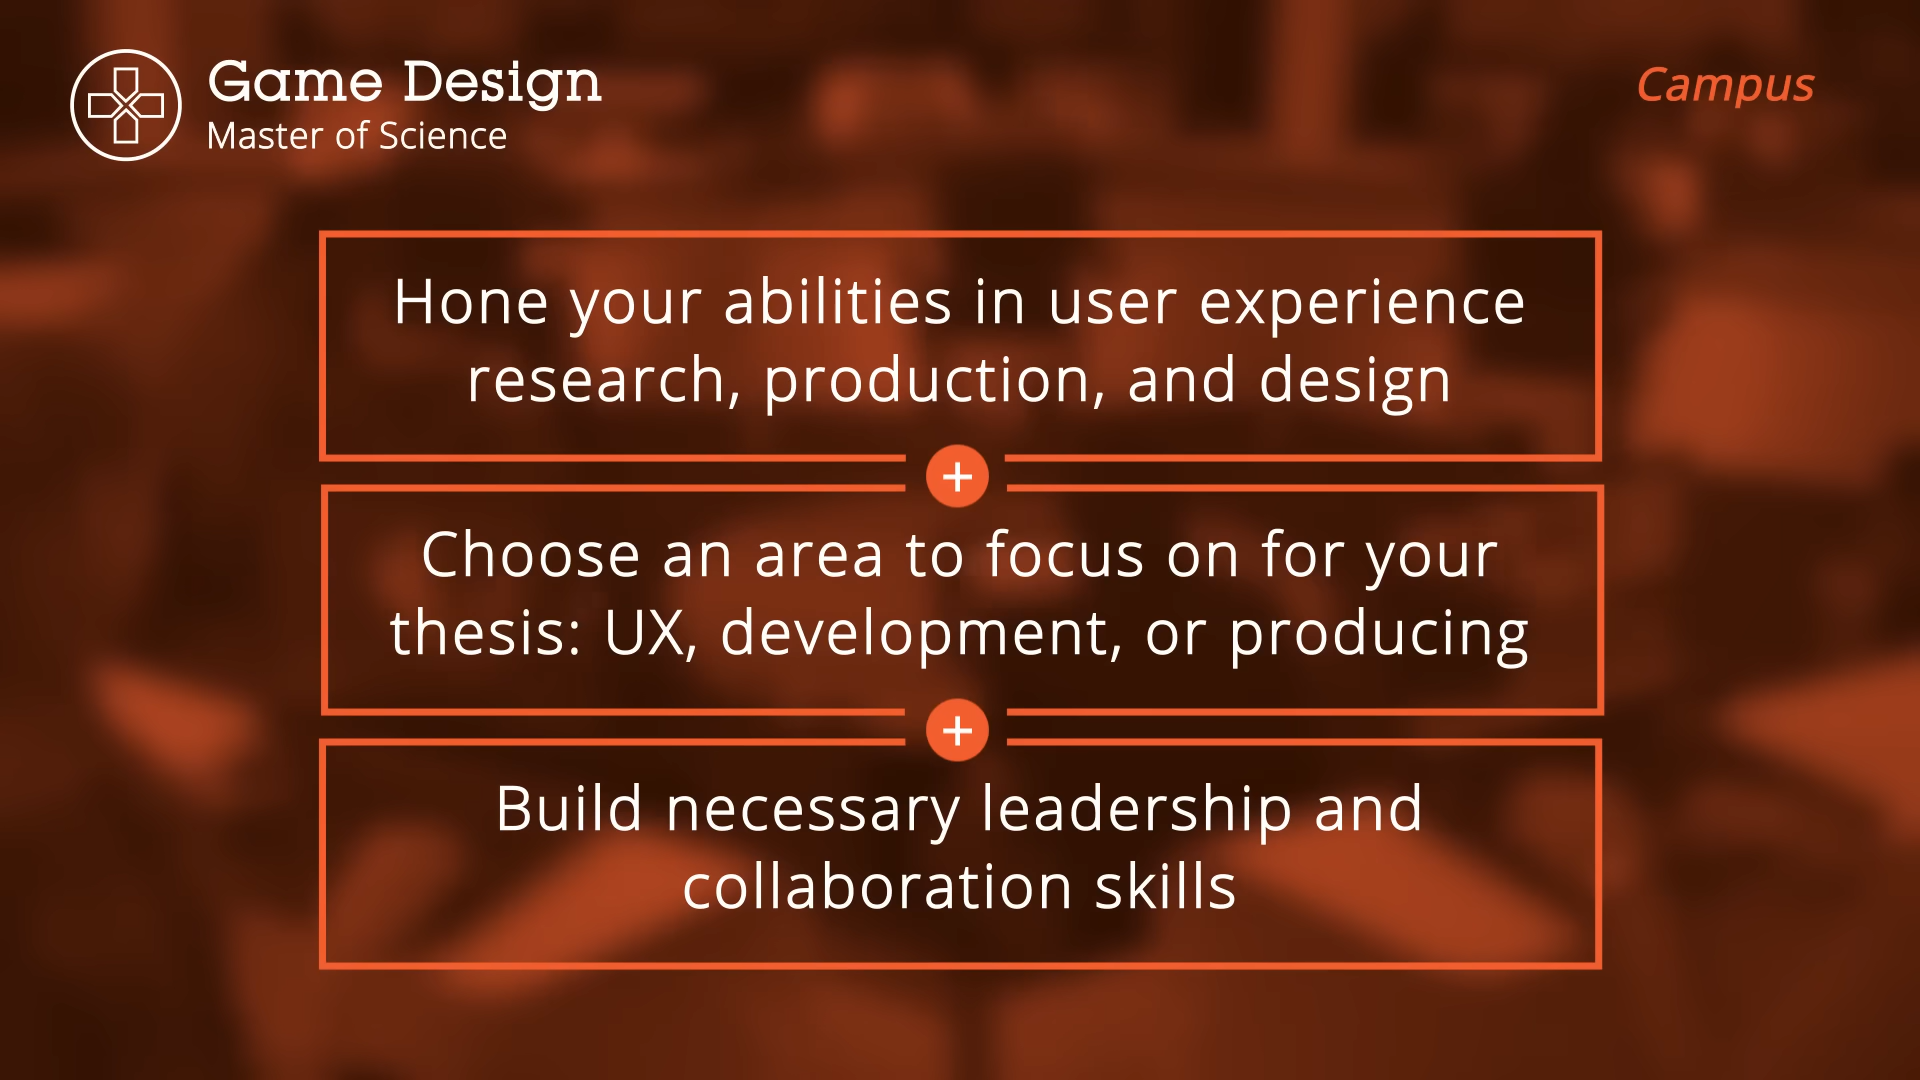 Game Design
Master of Science
Campus
Hone your abilities in user experience
research, production, and design
+
Choose an area to focus on for your
thesis: UX, development, or producing
+
Build necessary leadership and
collaboration skills